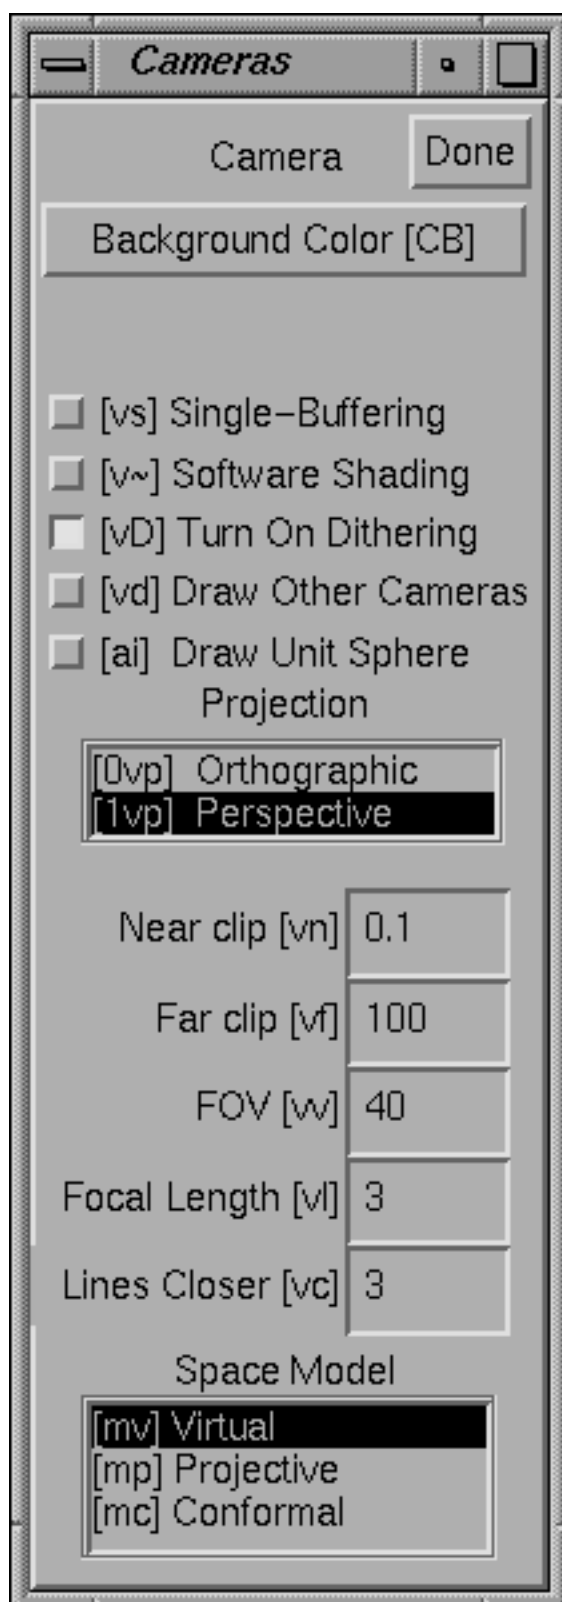 Cameras
Camera
Done
Background Color [CB]
[vs] Single-Buffering
[v~] Software Shading
[vD] Turn On Dithering
[vd] Draw Other Cameras
[ai] Draw Unit Sphere
Projection
[0vp] Orthographic
[1vp] Perspective
Near clip [vn] 0.1
Far clip [vf] 100
FOV [vv] 40
Focal Length [vl] 3
Lines Closer [vc] 3
Space Model
[mv] Virtual
[mp] Projective
[mc] Conformal